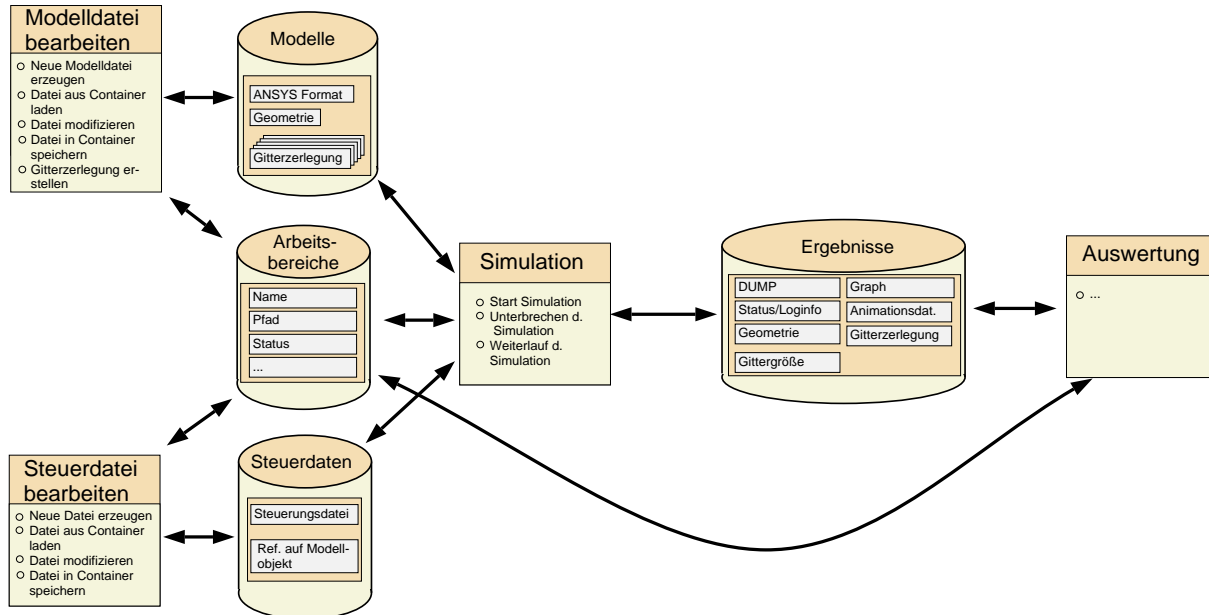 Modelldatei
bearbeiten
Neue Modelldatei
erzeugen
Datei aus Container
laden
Datei modifizieren
Datei in Container
speichern
Gitterzerlegung er-
stellen
Modelle
ANSYS Format
Geometrie
Gitterzerlegung
Arbeits-
bereiche
Name
Pfad
Status
...
Simulation
Start Simulation
Unterbrechen d.
Simulation
Weiterlauf d.
Simulation
Ergebnisse
DUMP
Status/Loginfo
Geometrie
Gittergröße
Graph
Animationsdat.
Gitterzerlegung
Auswertung
...
Steuerdatei
bearbeiten
Neue Datei erzeugen
Datei aus Container
laden
Datei modifizieren
Datei in Container
speichern
Steuerdaten
Steuerungsdatei
Ref. auf Modell-
objekt